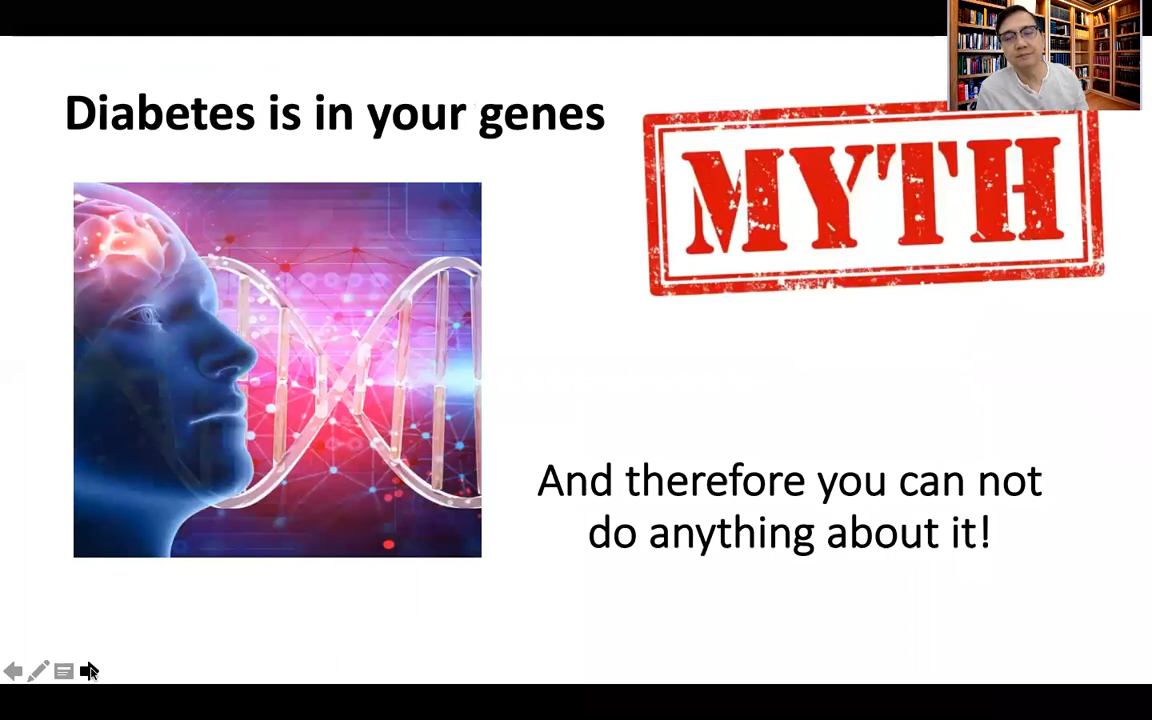 Diabetes is in your genes
MYTH
And therefore you can not
do anything about it!